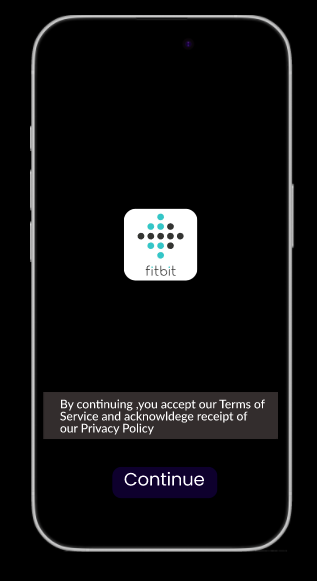 fitbit
By continuing ,you accept our Terms of
Service and acknowldege receipt of
our Privacy Policy
Continue